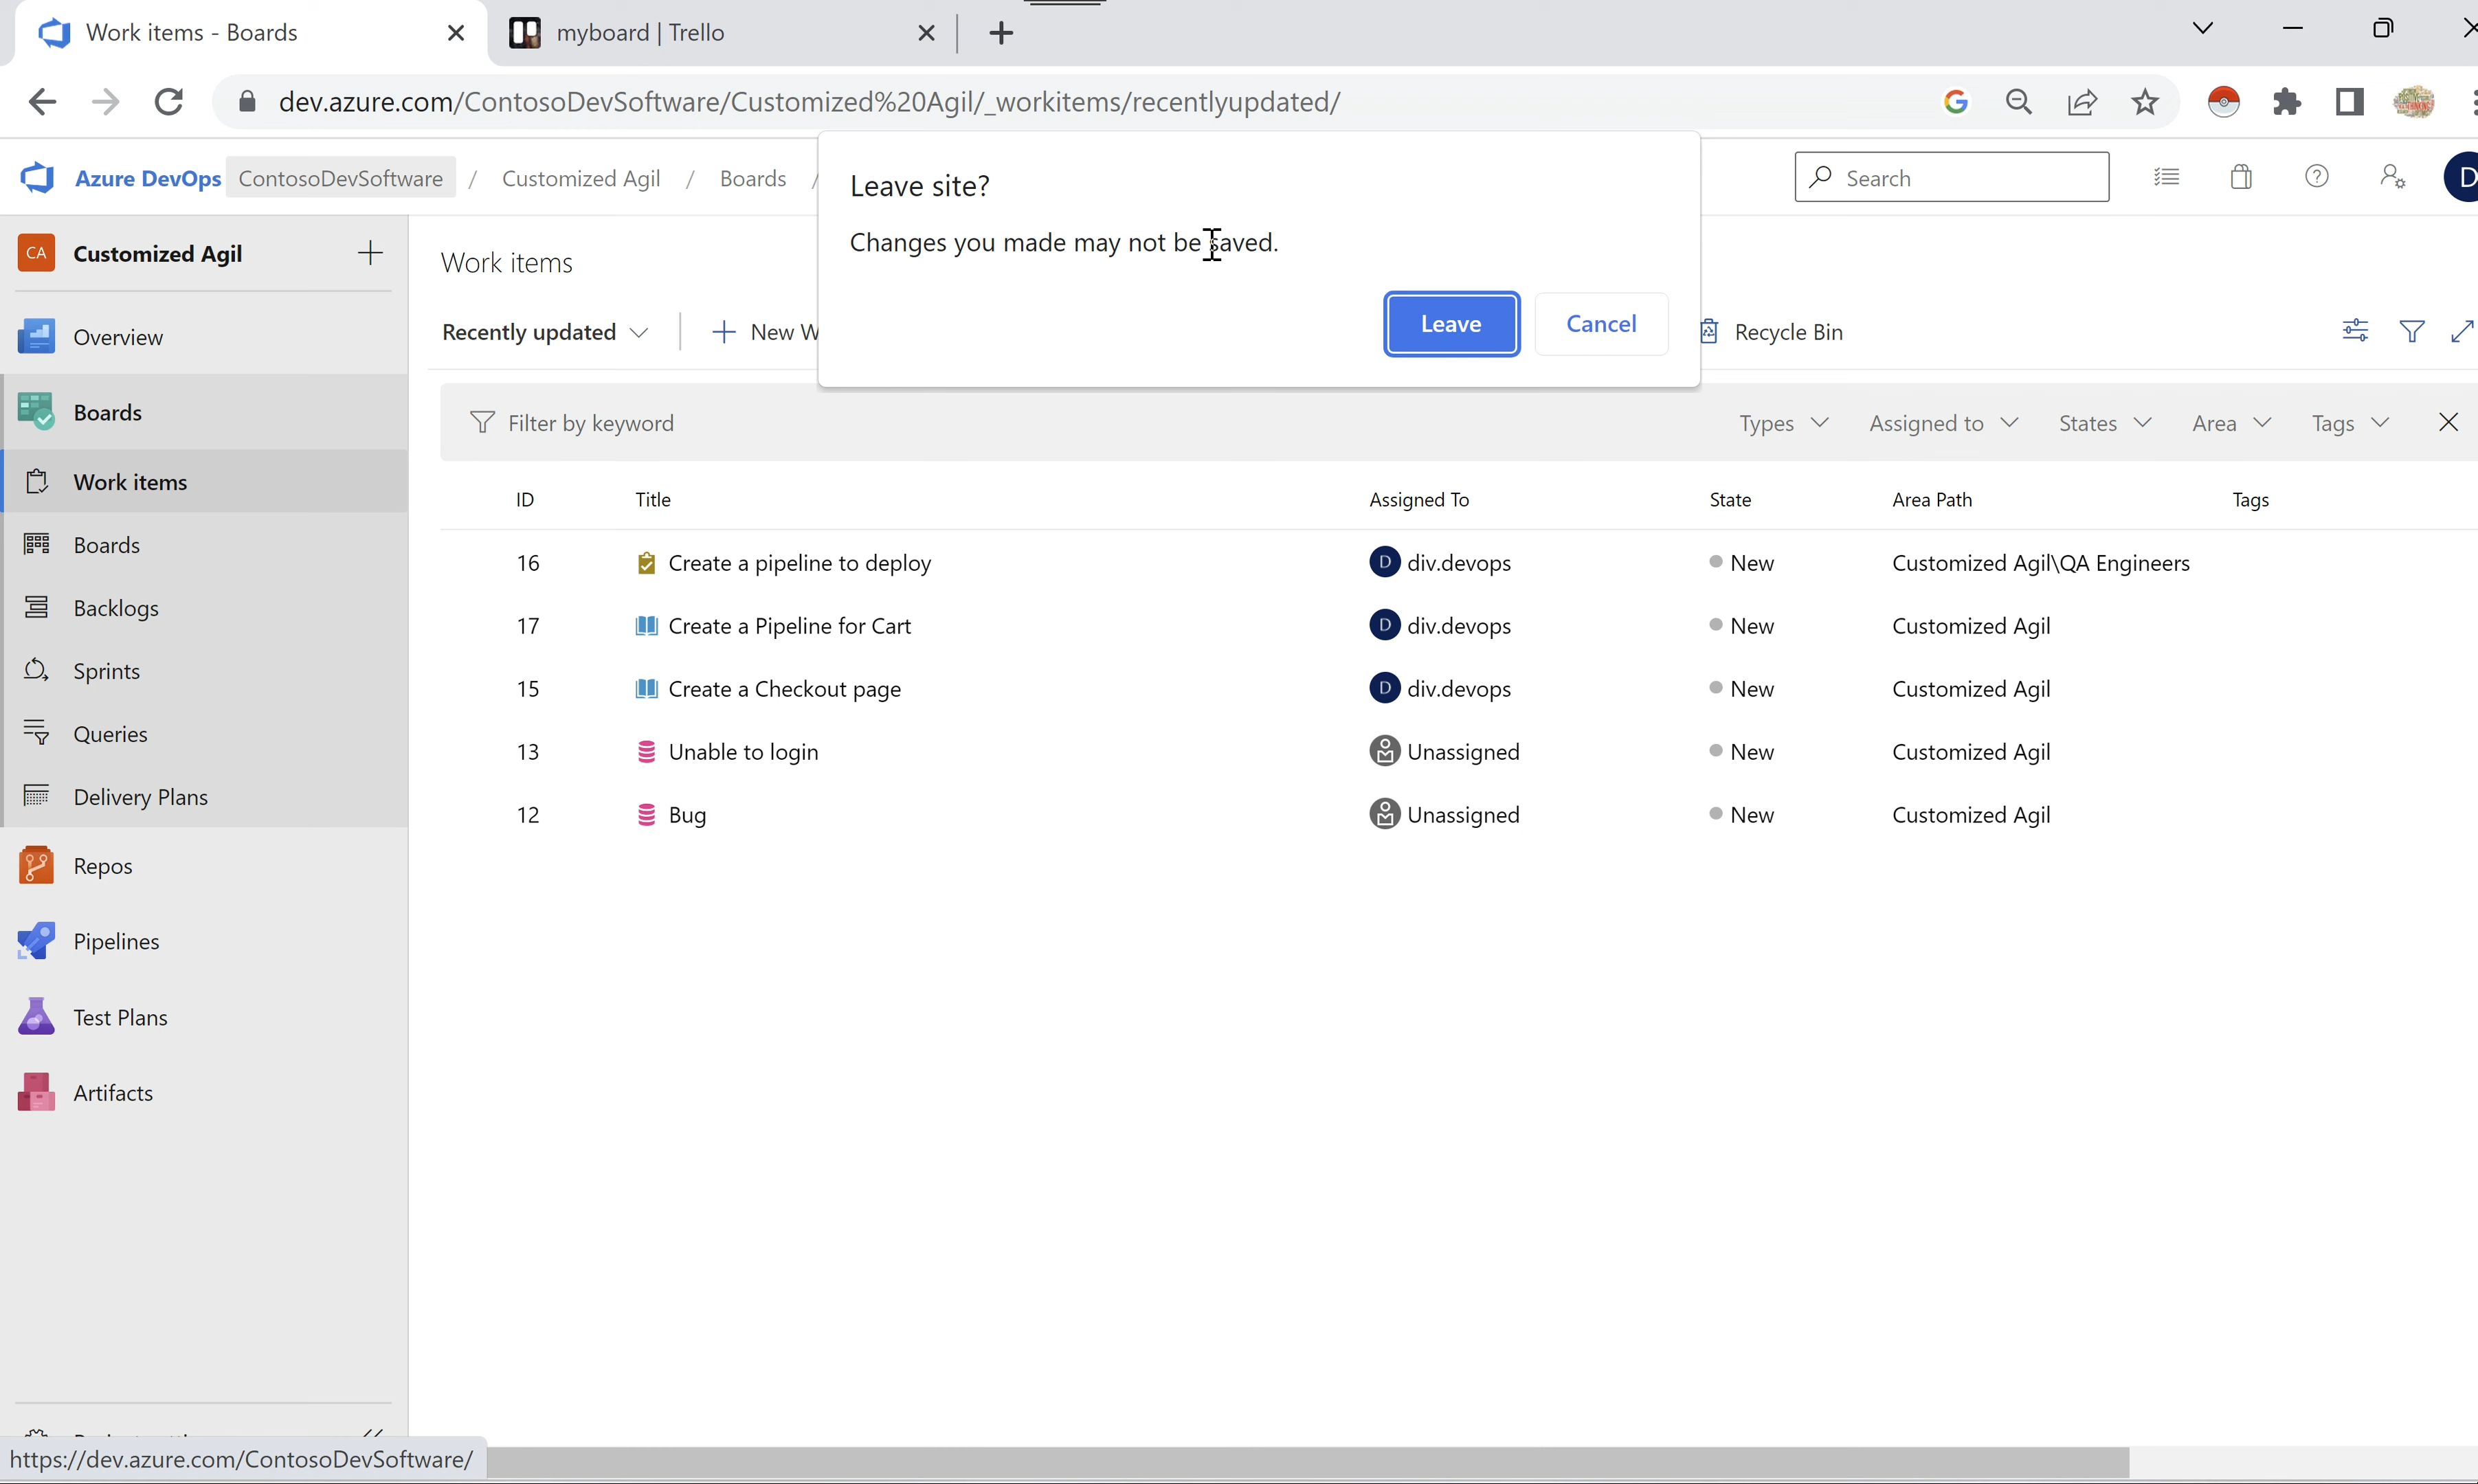 Work items - Boards
myboard | Trello
dev.azure.com/ContosoDevSoftware/Customized%20Agil/_workitems/recentlyupdated/
Azure DevOps ContosoDevSoftware / Customized Agil / Boards /
Search
D
Leave site?
Changes you made may not be saved.
Leave
Cancel
CA Customized Agil
Overview
Boards
Work items
Boards
Backlogs
Sprints
Queries
Delivery Plans
Repos
Pipelines
Test Plans
Artifacts
https://dev.azure.com/ContosoDevSoftware/
Work items
Recently updated
New W
Recycle Bin
Filter by keyword
Types Assigned to States Area Tags
ID Title Assigned To State Area Path Tags
16 Create a pipeline to deploy D div.devops New Customized Agil\QA Engineers
17 Create a Pipeline for Cart D div.devops New Customized Agil
15 Create a Checkout page D div.devops New Customized Agil
13 Unable to login Unassigned New Customized Agil
12 Bug Unassigned New Customized Agil